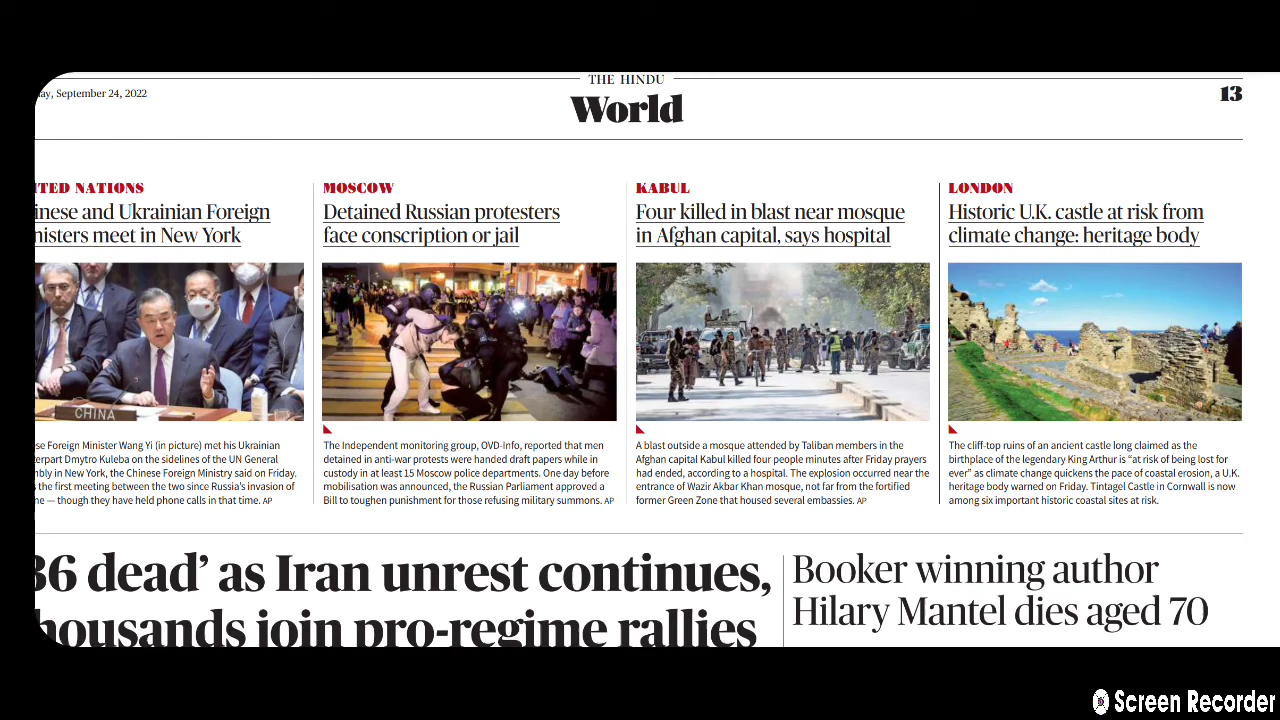 THE HINDU
ay, September 24, 2022
World
13
ITED NATIONS
inese and Ukrainian Foreign
nisters meet in New York
CHINA
se Foreign Minister Wang Yi (in picture) met his Ukrainian
terpart Dmytro Kuleba on the sidelines of the UN General
mbly in New York, the Chinese Foreign Ministry said on Friday.
s the first meeting between the two since Russia's invasion of
ne — though they have held phone calls in that time. AP
MOSCOW
Detained Russian protesters
face conscription or jail
The Independent monitoring group, OVD-Info, reported that men
detained in anti-war protests were handed draft papers while in
custody in at least 15 Moscow police departments. One day before
mobilisation was announced, the Russian Parliament approved a
Bill to toughen punishment for those refusing military summons. AP
KABUL
Four killed in blast near mosque
in Afghan capital, says hospital
A blast outside a mosque attended by Taliban members in the
Afghan capital Kabul killed four people minutes after Friday prayers
had ended, according to a hospital. The explosion occurred near the
entrance of Wazir Akbar Khan mosque, not far from the fortified
former Green Zone that housed several embassies. AP
LONDON
Historic U.K. castle at risk from
climate change: heritage body
The cliff-top ruins of an ancient castle long claimed as the
birthplace of the legendary King Arthur is “at risk of being lost for
ever” as climate change quickens the pace of coastal erosion, a U.K.
heritage body warned on Friday. Tintagel Castle in Cornwall is now
among six important historic coastal sites at risk.
36 dead’ as Iran unrest continues,
housands join pro-regime rallies
Booker winning author
Hilary Mantel dies aged 70
Screen Recorder